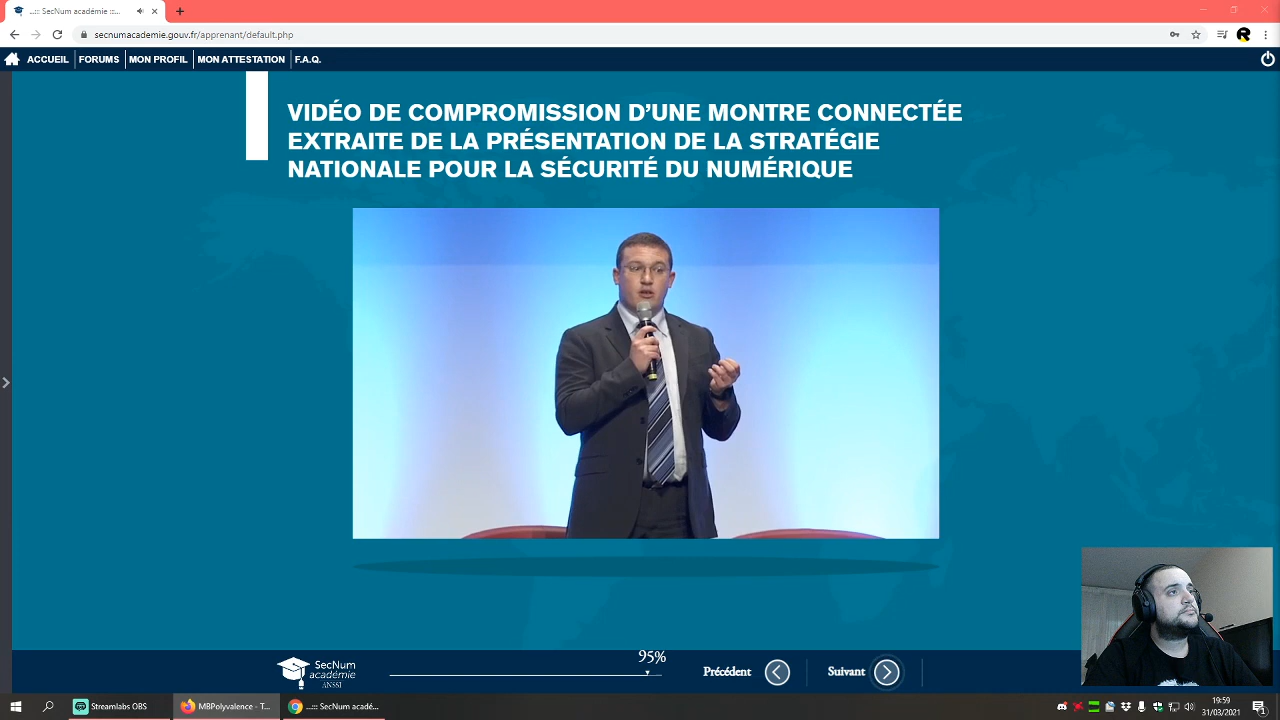 ...:: SecNum académie ::...
secnumacademie.gouv.fr/apprenant/default.php
ACCUEIL FORUMS MON PROFIL MON ATTESTATION F.A.Q.
VIDÉO DE COMPROMISSION D’UNE MONTRE CONNECTÉE
EXTRAITE DE LA PRÉSENTATION DE LA STRATÉGIE
NATIONALE POUR LA SÉCURITÉ DU NUMÉRIQUE
SecNum
académie
ANSSI
95%
Précédent
Suivant
Streamlabs OBS
MBPolyvalence - T...
...:: SecNum acadé...
19:59
31/03/2021